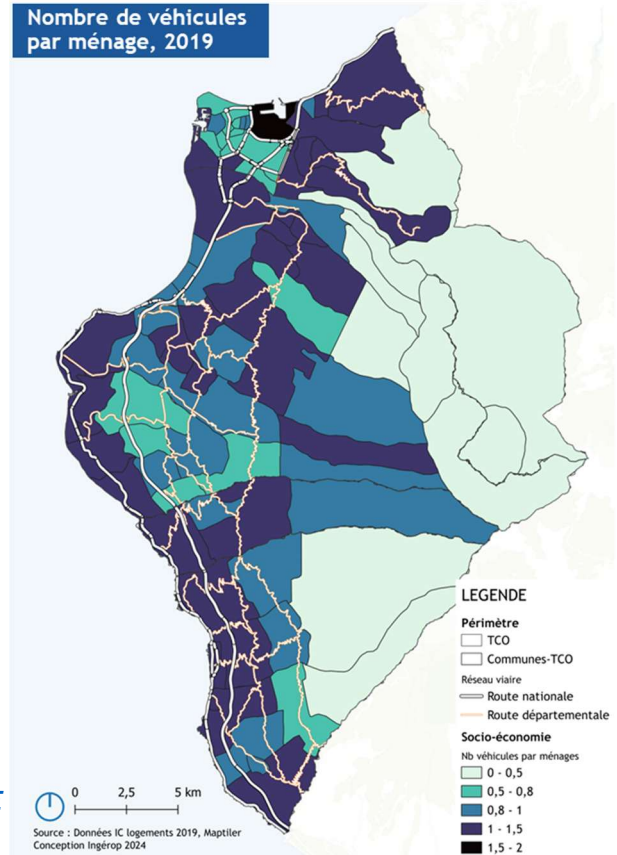 Nombre de véhicules
par ménage, 2019
LEGENDE
Périmètre
TCO
Communes-TCO
Réseau viaire
Route nationale
Route départementale
Socio-économie
Nb véhicules par ménages
0 - 0,5
0,5 - 0,8
0,8 - 1
1 - 1,5
1,5 - 2
0 2,5 5 km
Source : Données IC logements 2019, Maptiler
Conception Ingérop 2024